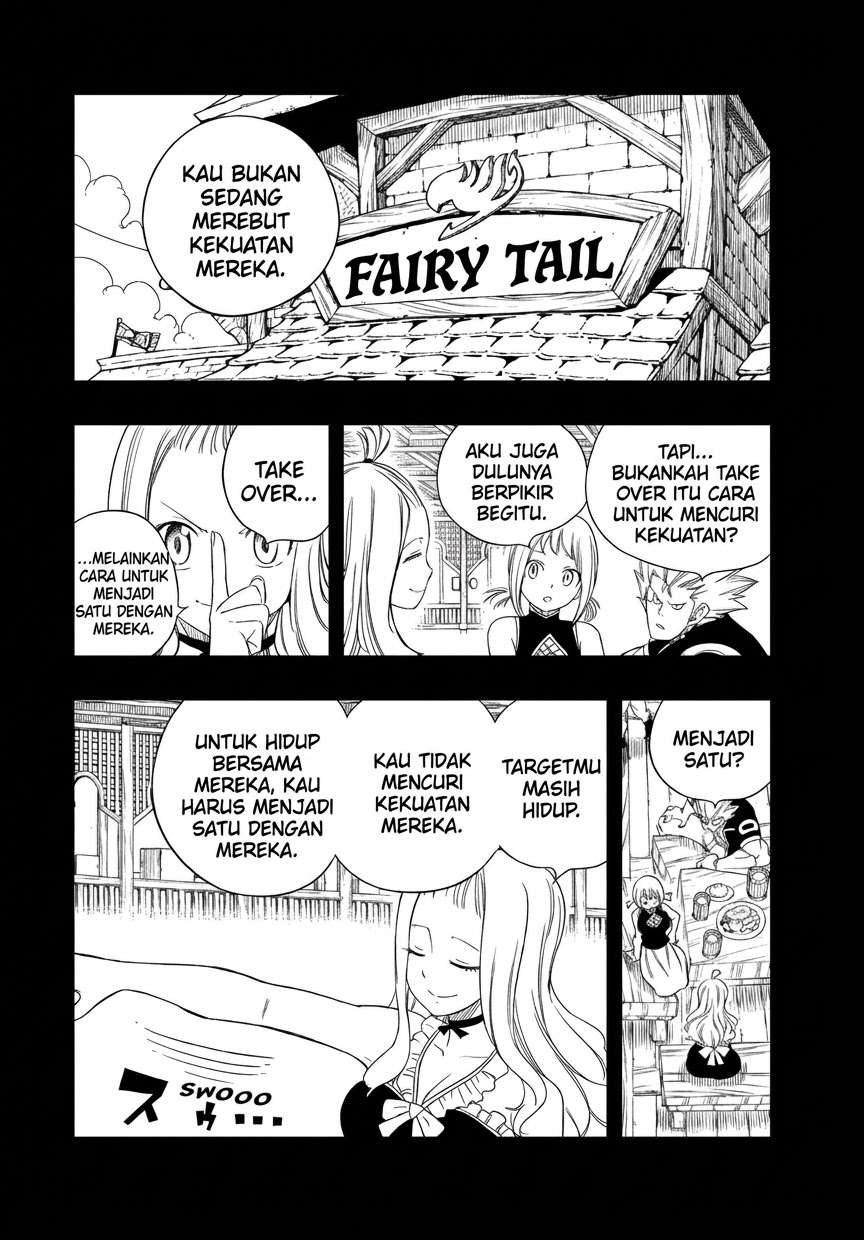 KAU BUKAN
SEDANG
MEREBUT
KEKUATAN
MEREKA.
FAIRY TAIL
TAPI...
BUKANKAH TAKE
OVER ITU CARA
UNTUK MENCURI
KEKUATAN?
AKU JUGA
DULUNYA
BERPIKIR
BEGITU.
TAKE
OVER...
...MELAINKAN
CARA UNTUK
MENJADI
SATU DENGAN
MEREKA.
MENJADI
SATU?
TARGETMU
MASIH
HIDUP.
KAU TIDAK
MENCURI
KEKUATAN
MEREKA.
UNTUK HIDUP
BERSAMA
MEREKA, KAU
HARUS MENJADI
SATU DENGAN
MEREKA.
SWOOO
スゥ...